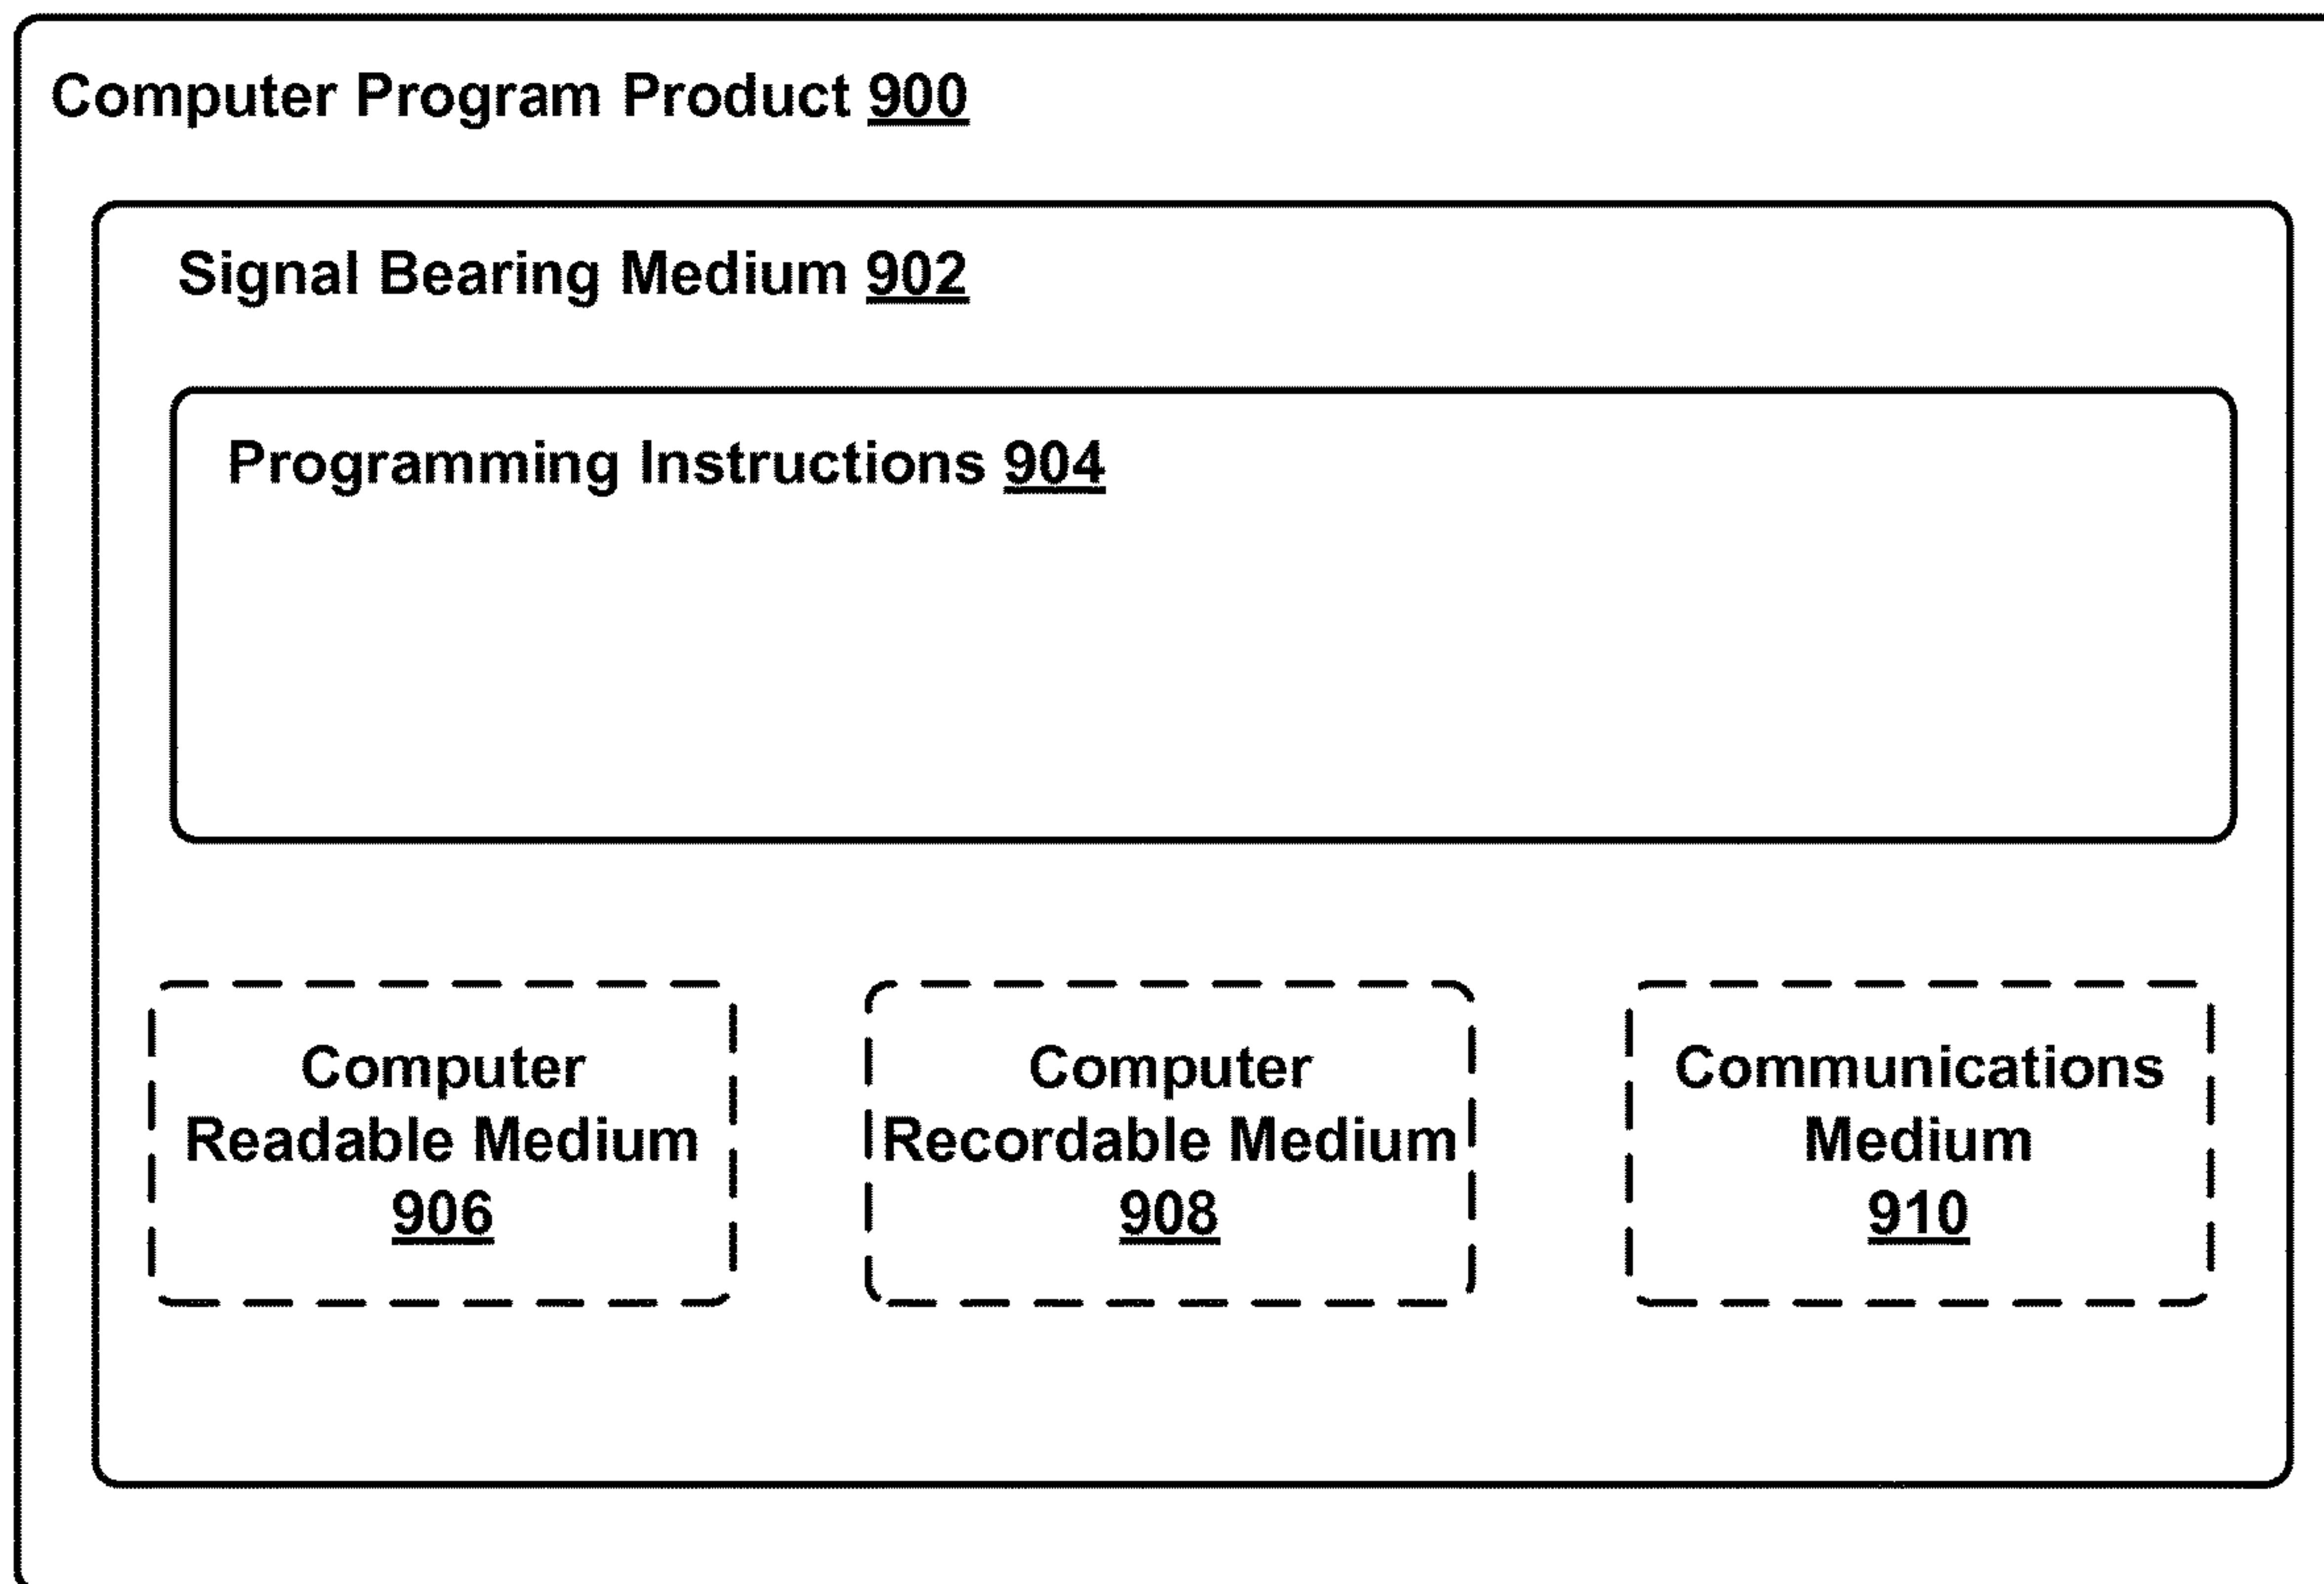 Computer Program Product 900
Signal Bearing Medium 902
Programming Instructions 904
Computer
Readable Medium
906
Computer
Recordable Medium
908
Communications
Medium
910